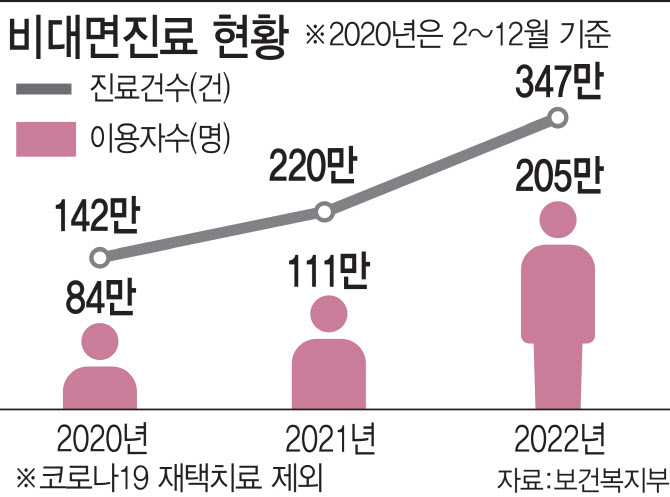 비대면진료 현황 ※2020년은 2~12월 기준
진료건수(건)
이용자수(명)
347만
220만
205만
142만
111만
84만
2020년 2021년 2022년
※코로나19 재택치료 제외 자료:보건복지부